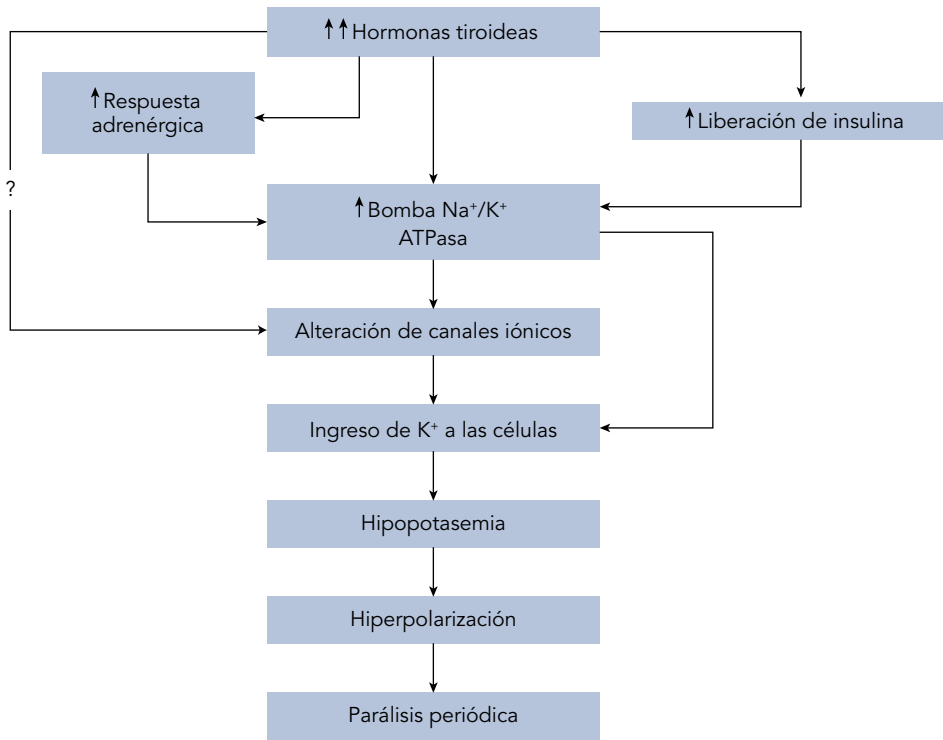 ↑↑Hormonas tiroideas
↑Respuesta
adrenérgica
↑Liberación de insulina
?
↑Bomba Na⁺/K⁺
ATPasa
Alteración de canales iónicos
Ingreso de K⁺ a las células
Hipopotasemia
Hiperpolarización
Parálisis periódica